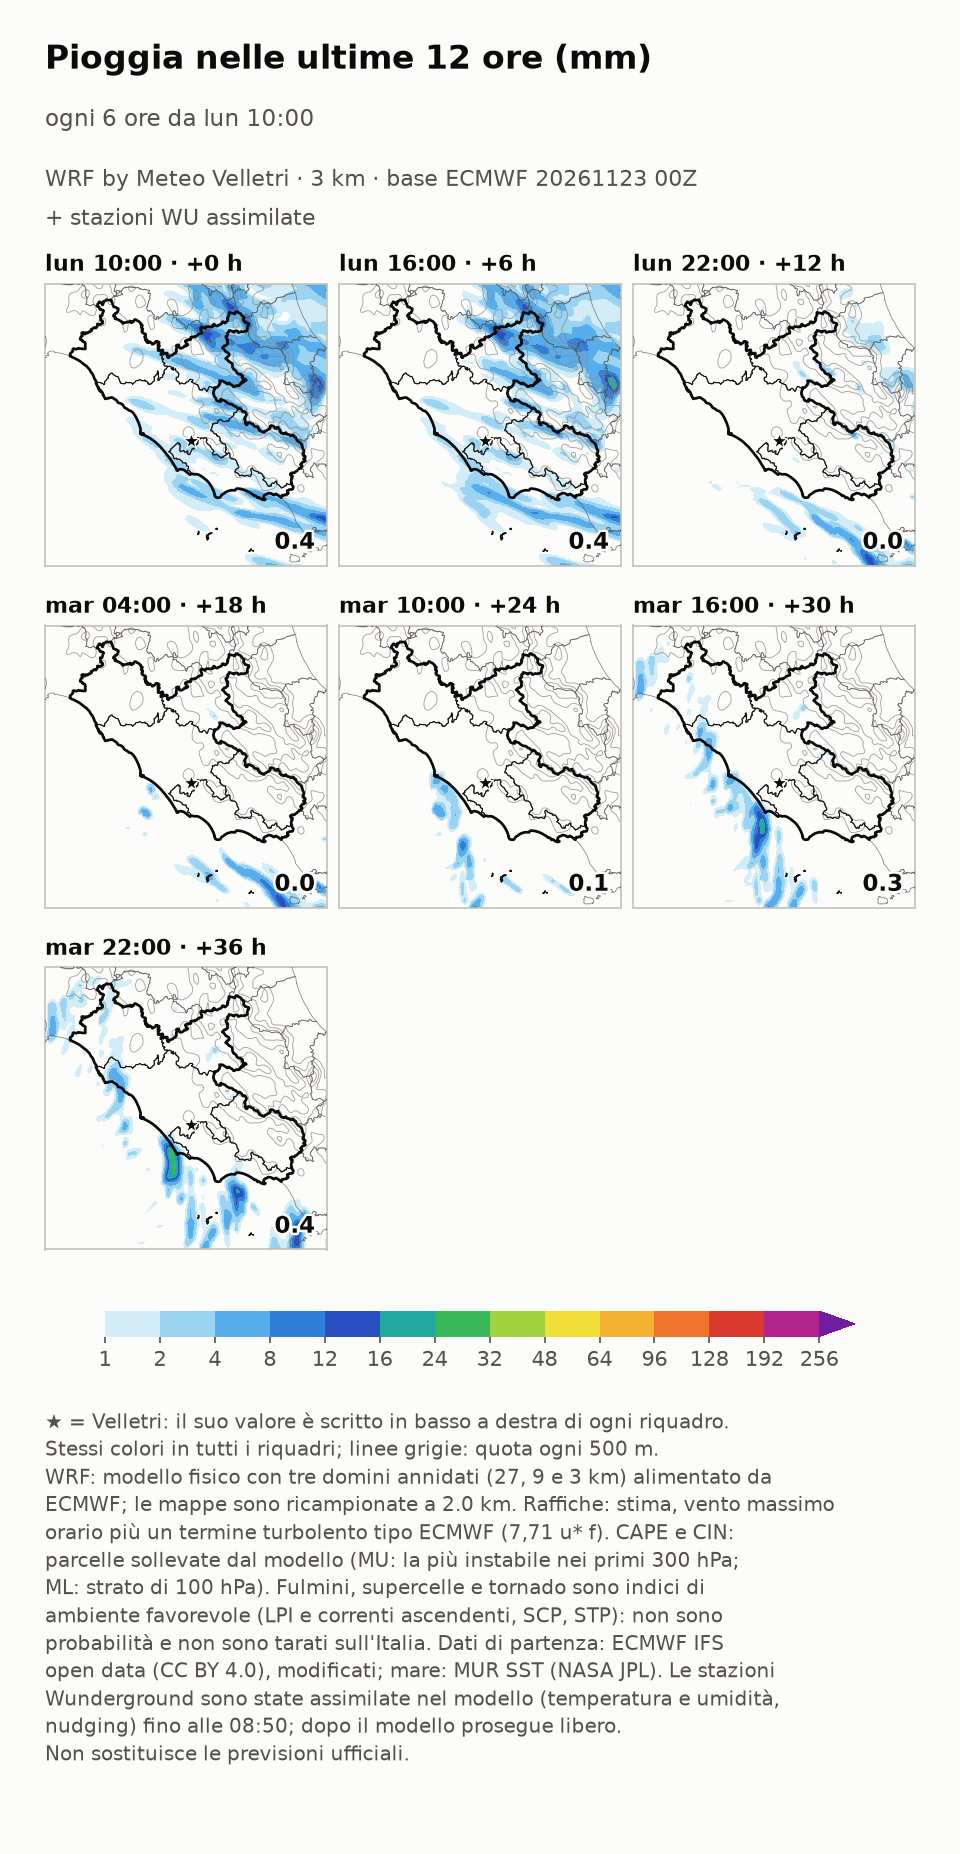 Pioggia nelle ultime 12 ore (mm)
ogni 6 ore da lun 10:00
WRF by Meteo Velletri · 3 km · base ECMWF 20261123 00Z
+ stazioni WU assimilate
lun 10:00 · +0 h
lun 16:00 · +6 h
lun 22:00 · +12 h
0.4
0.4
0.0
mar 04:00 · +18 h
mar 10:00 · +24 h
mar 16:00 · +30 h
0.0
0.1
0.3
mar 22:00 · +36 h
0.4
1 2 4 8 12 16 24 32 48 64 96 128 192 256
★ = Velletri: il suo valore è scritto in basso a destra di ogni riquadro.
Stessi colori in tutti i riquadri; linee grigie: quota ogni 500 m.
WRF: modello fisico con tre domini annidati (27, 9 e 3 km) alimentato da
ECMWF; le mappe sono ricampionate a 2.0 km. Raffiche: stima, vento massimo
orario più un termine turbolento tipo ECMWF (7,71 u* f). CAPE e CIN:
parcelle sollevate dal modello (MU: la più instabile nei primi 300 hPa;
ML: strato di 100 hPa). Fulmini, supercelle e tornado sono indici di
ambiente favorevole (LPI e correnti ascendenti, SCP, STP): non sono
probabilità e non sono tarati sull'Italia. Dati di partenza: ECMWF IFS
open data (CC BY 4.0), modificati; mare: MUR SST (NASA JPL). Le stazioni
Wunderground sono state assimilate nel modello (temperatura e umidità,
nudging) fino alle 08:50; dopo il modello prosegue libero.
Non sostituisce le previsioni ufficiali.